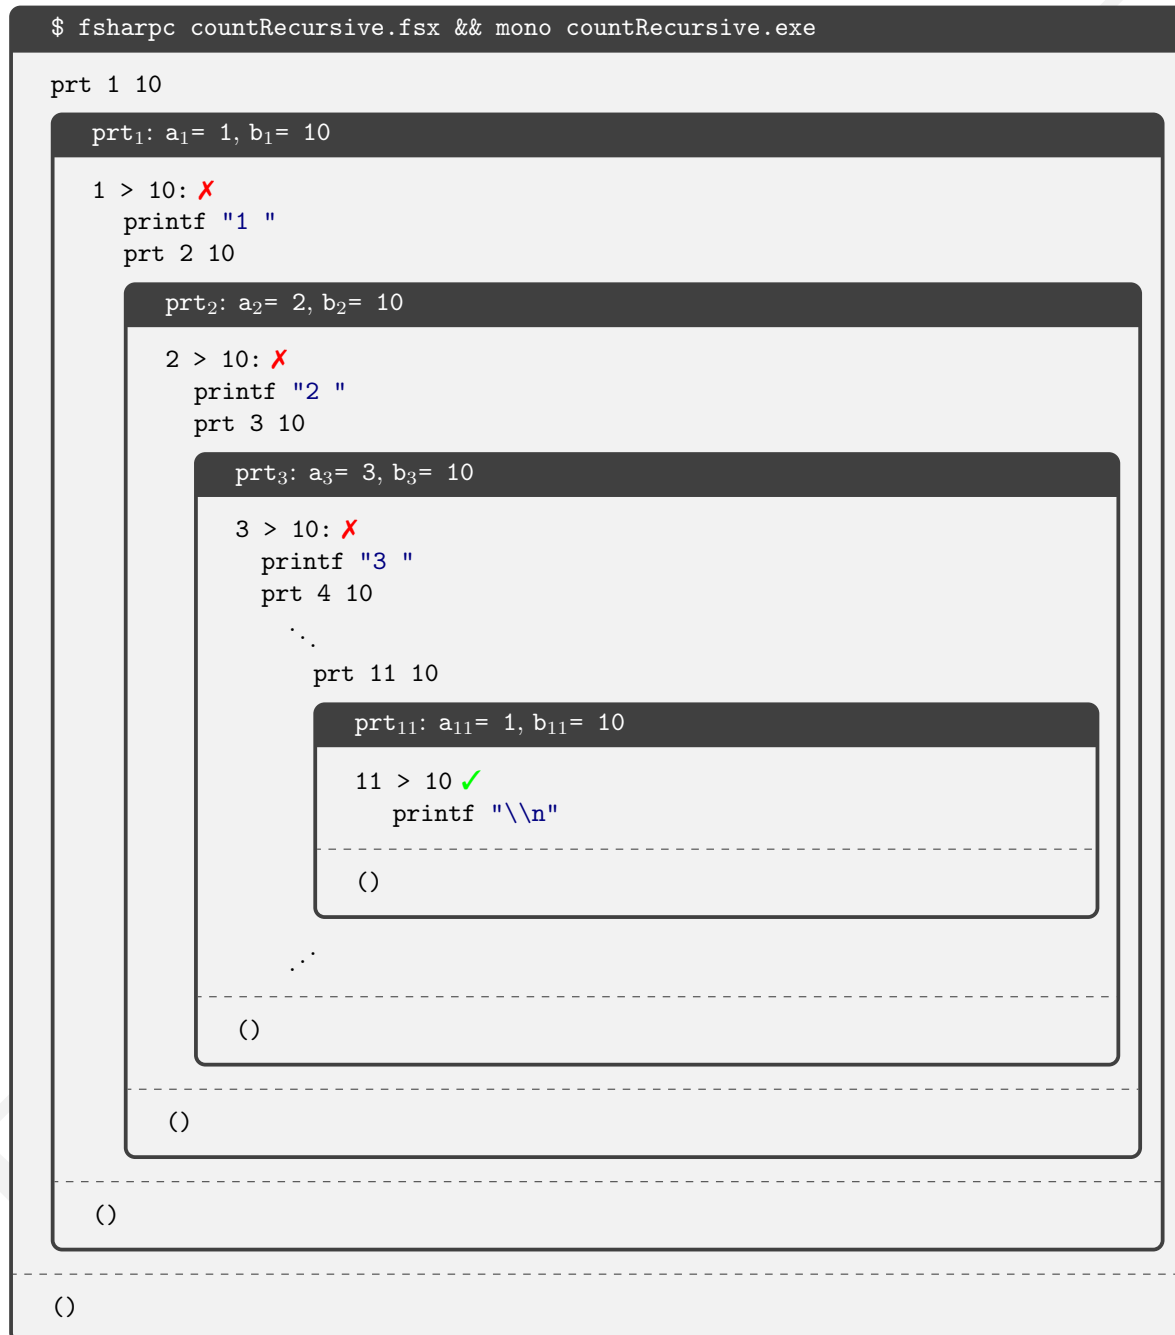 $ fsharpc countRecursive.fsx && mono countRecursive.exe
prt 1 10
prt₁: a₁= 1, b₁= 10
1 > 10: ✗
printf "1 "
prt 2 10
prt₂: a₂= 2, b₂= 10
2 > 10: ✗
printf "2 "
prt 3 10
prt₃: a₃= 3, b₃= 10
3 > 10: ✗
printf "3 "
prt 4 10
⋱
prt 11 10
prt₁₁: a₁₁= 1, b₁₁= 10
11 > 10 ✓
printf "\\n"
()
⋰
()
()
()
()